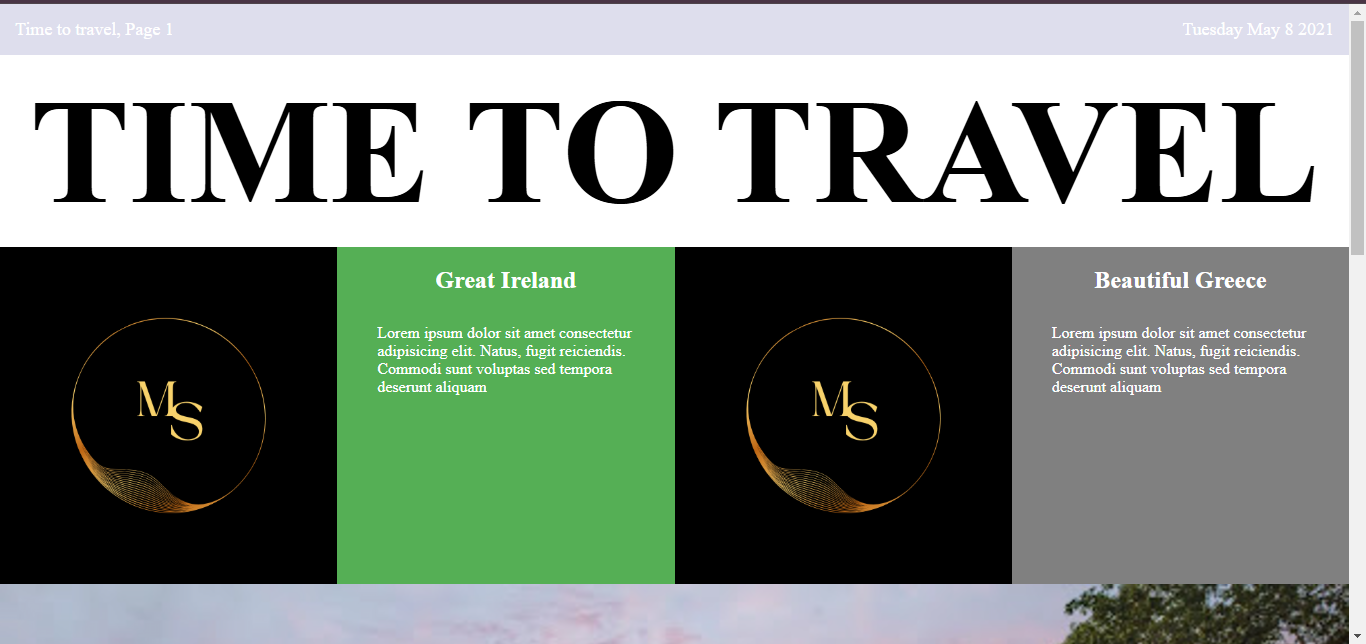 Time to travel, Page 1
Tuesday May 8 2021
TIME TO TRAVEL
MS
Great Ireland
Lorem ipsum dolor sit amet consectetur
adipisicing elit. Natus, fugit reiciendis.
Commodi sunt voluptas sed tempora
deserunt aliquam
MS
Beautiful Greece
Lorem ipsum dolor sit amet consectetur
adipisicing elit. Natus, fugit reiciendis.
Commodi sunt voluptas sed tempora
deserunt aliquam